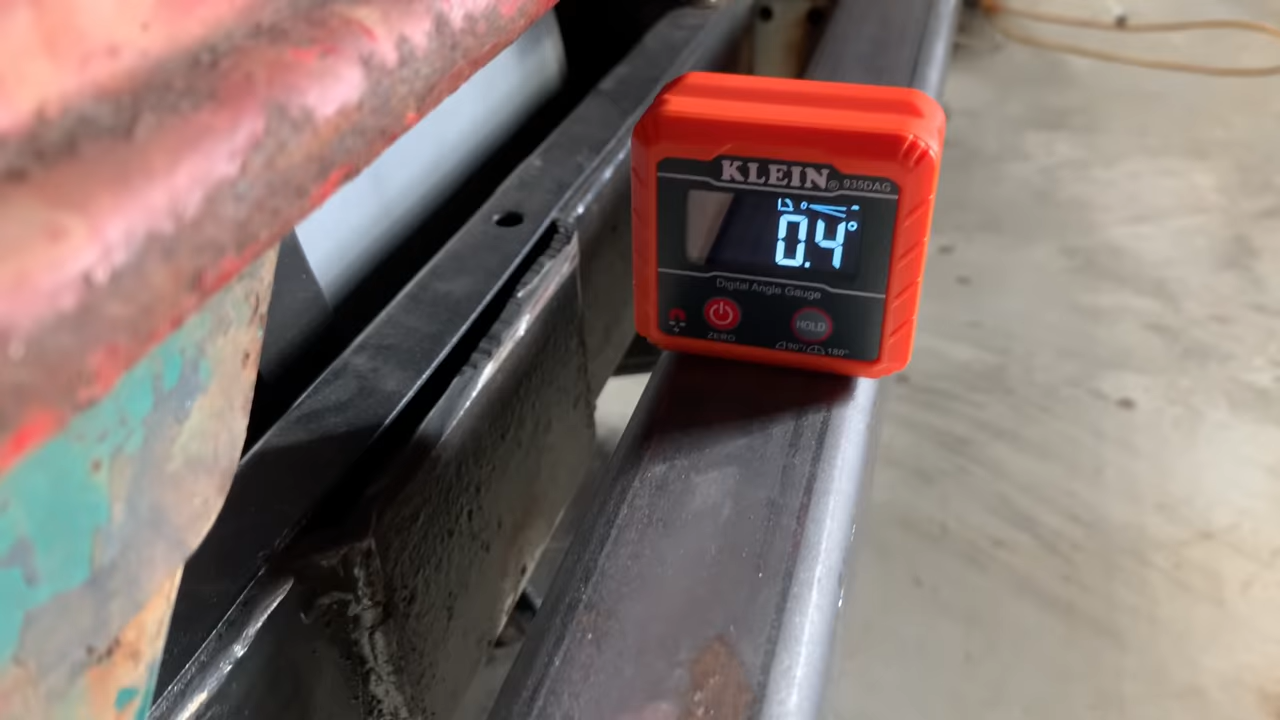 KLEIN® 935DAG
0.4°
Digital Angle Gauge
HOLD
ZERO
90°/ 180°